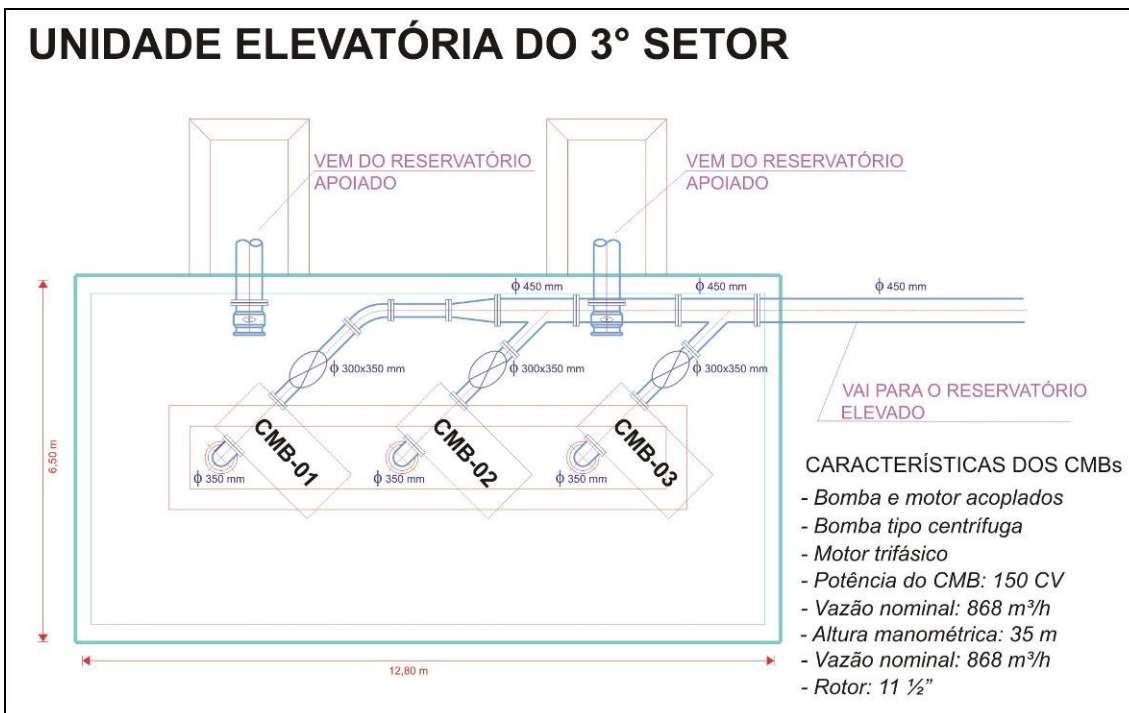 UNIDADE ELEVATÓRIA DO 3° SETOR
VEM DO RESERVATÓRIO
APOIADO
VEM DO RESERVATÓRIO
APOIADO
ϕ 450 mm
ϕ 450 mm
ϕ 450 mm
ϕ 300x350 mm
ϕ 300x350 mm
ϕ 300x350 mm
VAI PARA O RESERVATÓRIO
ELEVADO
CMB-01
CMB-02
CMB-03
ϕ 350 mm
ϕ 350 mm
ϕ 350 mm
6,50 m
12,80 m
CARACTERÍSTICAS DOS CMBs
- Bomba e motor acoplados
- Bomba tipo centrífuga
- Motor trifásico
- Potência do CMB: 150 CV
- Vazão nominal: 868 m³/h
- Altura manométrica: 35 m
- Vazão nominal: 868 m³/h
- Rotor: 11 ½”